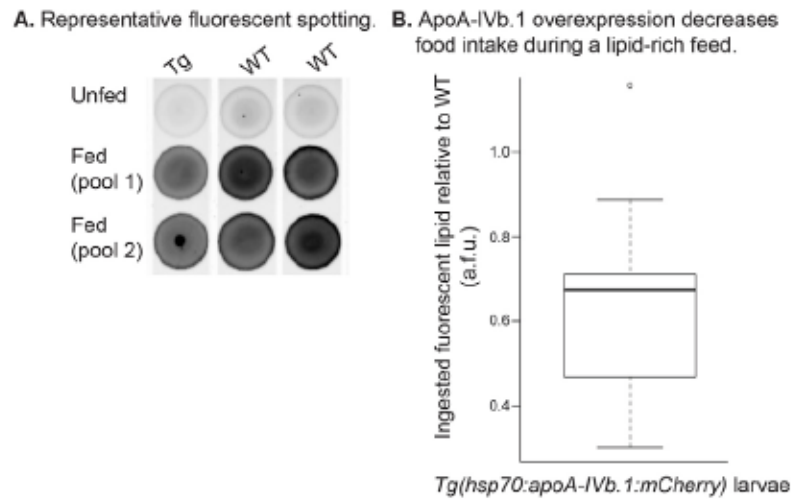 A. Representative fluorescent spotting.
Tg WT WT
Unfed
Fed
(pool 1)
Fed
(pool 2)
B. ApoA-IVb.1 overexpression decreases
food intake during a lipid-rich feed.
Ingested fuorescent lipid relative to WT
(a.f.u.)
1.0
0.8
0.6
0.4
Tg(hsp70:apoA-IVb.1:mCherry) larvae